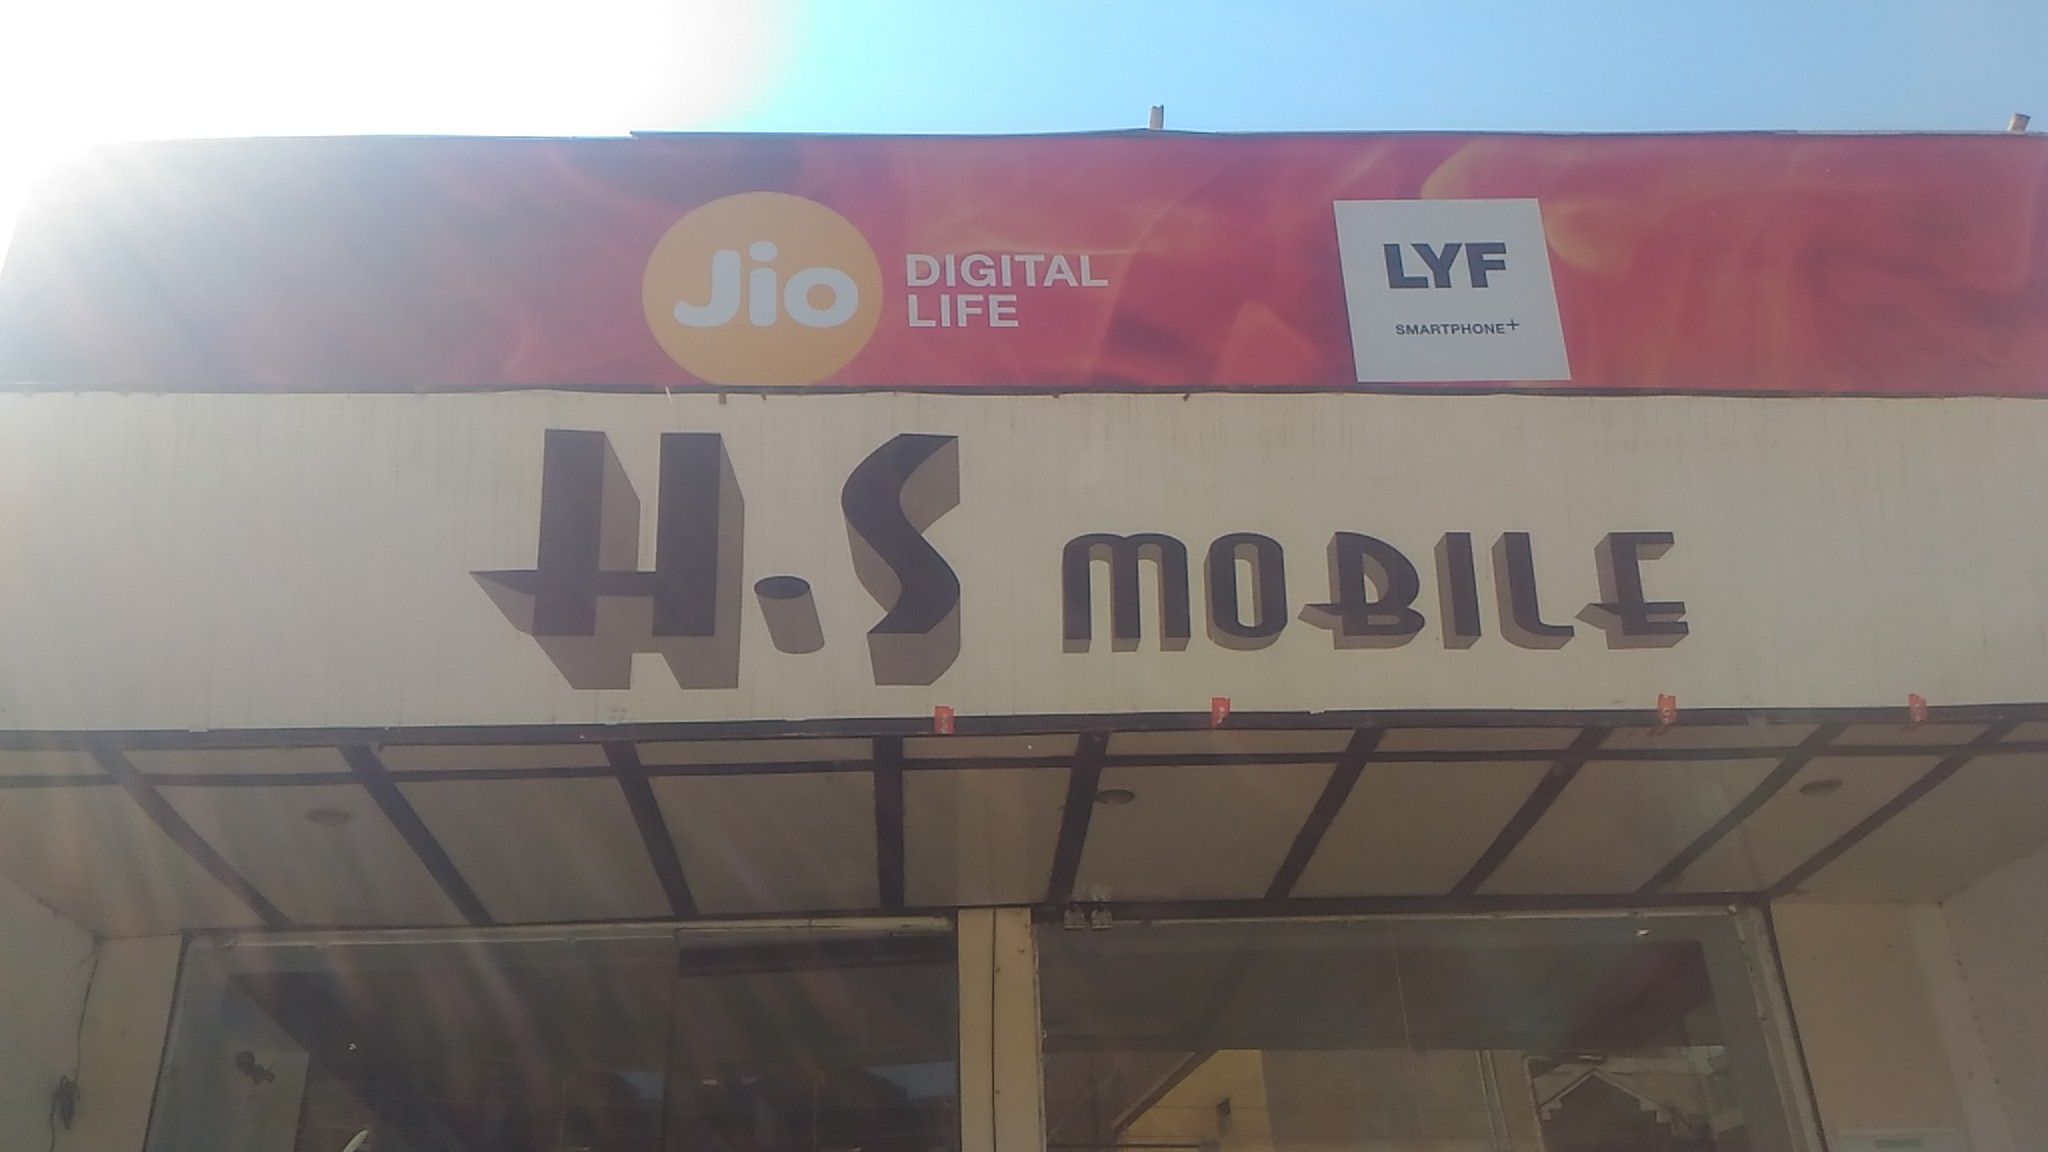 Jio DIGITAL
LIFE
LYF
SMARTPHONE+
H.S MOBILE